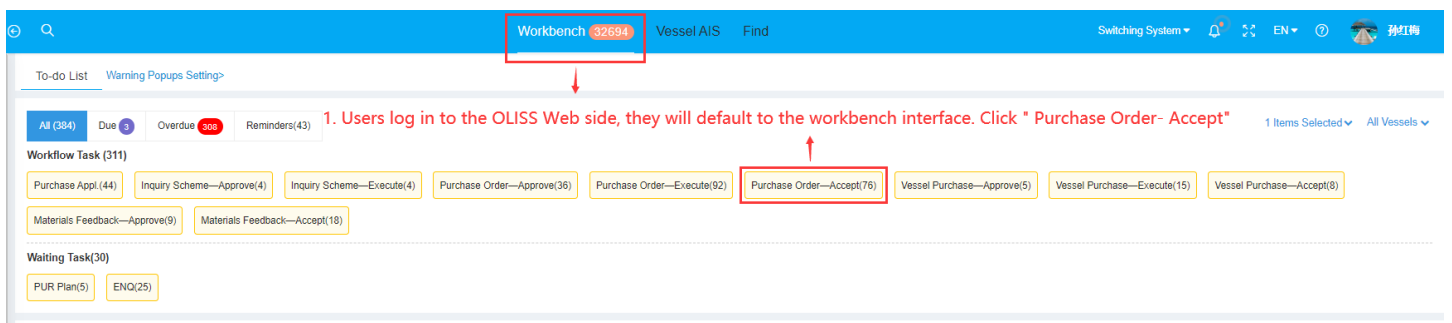 Workbench 32694 Vessel AIS Find Switching System EN 孙红梅
To-do List Warning Popups Setting>
All (384) Due 3 Overdue 308 Reminders(43) 1. Users log in to the OLISS Web side, they will default to the workbench interface. Click " Purchase Order- Accept" 1 Items Selected All Vessels
Workflow Task (311)
Purchase Appl.(44) Inquiry Scheme—Approve(4) Inquiry Scheme—Execute(4) Purchase Order—Approve(36) Purchase Order—Execute(92) Purchase Order—Accept(76) Vessel Purchase—Approve(5) Vessel Purchase—Execute(15) Vessel Purchase—Accept(8)
Materials Feedback—Approve(9) Materials Feedback—Accept(18)
Waiting Task(30)
PUR Plan(5) ENQ(25)